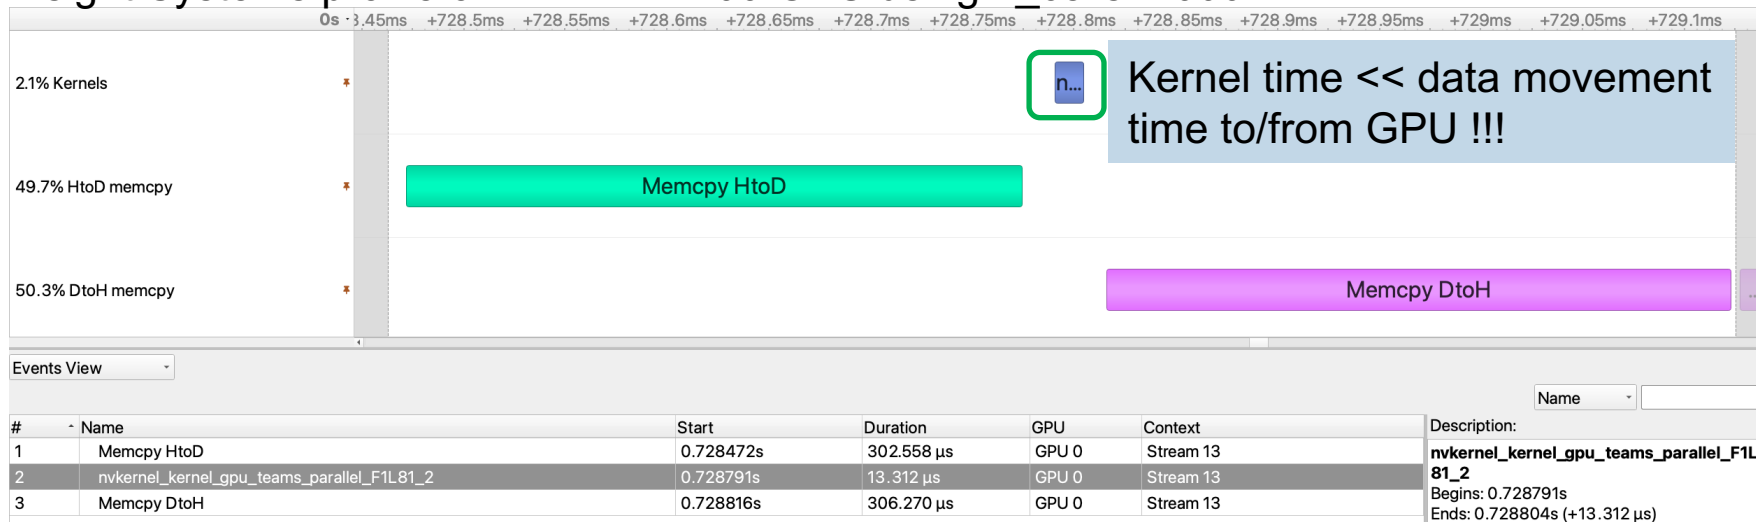 0s
3.45ms +728.5ms +728.55ms +728.6ms +728.65ms +728.7ms +728.75ms +728.8ms +728.85ms +728.9ms +728.95ms +729ms +729.05ms +729.1ms
2.1% Kernels
n...
Kernel time << data movement
time to/from GPU !!!
49.7% HtoD memcpy
Memcpy HtoD
50.3% DtoH memcpy
Memcpy DtoH
...
Events View
Name
# Name Start Duration GPU Context
Description:
1 Memcpy HtoD 0.728472s 302.558 μs GPU 0 Stream 13
2 nvkernel_kernel_gpu_teams_parallel_F1L81_2 0.728791s 13.312 μs GPU 0 Stream 13
3 Memcpy DtoH 0.728816s 306.270 μs GPU 0 Stream 13
nvkernel_kernel_gpu_teams_parallel_F1L
81_2
Begins: 0.728791s
Ends: 0.728804s (+13.312 μs)